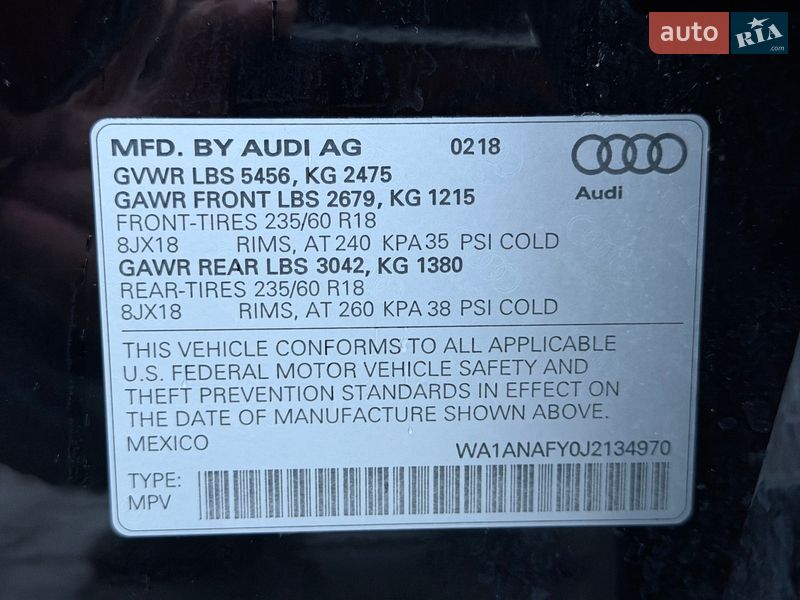 auto RIA
.com
MFD. BY AUDI AG 0218
Audi
GVWR LBS 5456, KG 2475
GAWR FRONT LBS 2679, KG 1215
FRONT-TIRES 235/60 R18
8JX18 RIMS, AT 240 KPA 35 PSI COLD
GAWR REAR LBS 3042, KG 1380
REAR-TIRES 235/60 R18
8JX18 RIMS, AT 260 KPA 38 PSI COLD
THIS VEHICLE CONFORMS TO ALL APPLICABLE
U.S. FEDERAL MOTOR VEHICLE SAFETY AND
THEFT PREVENTION STANDARDS IN EFFECT ON
THE DATE OF MANUFACTURE SHOWN ABOVE.
MEXICO WA1ANAFY0J2134970
TYPE:
MPV